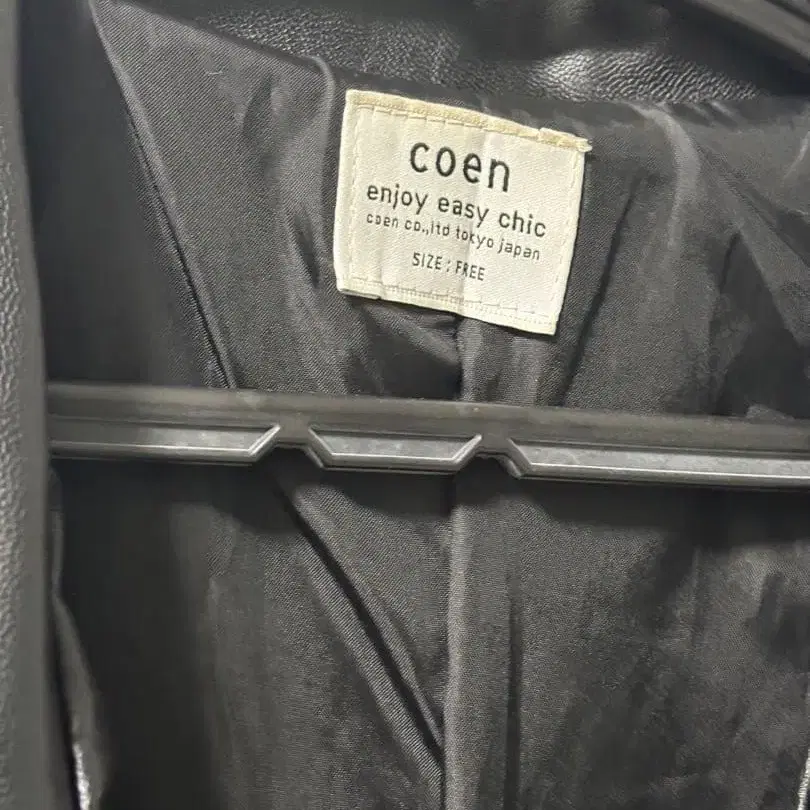 coen
enjoy easy chic
coen co.,ltd tokyo japan
SIZE : FREE